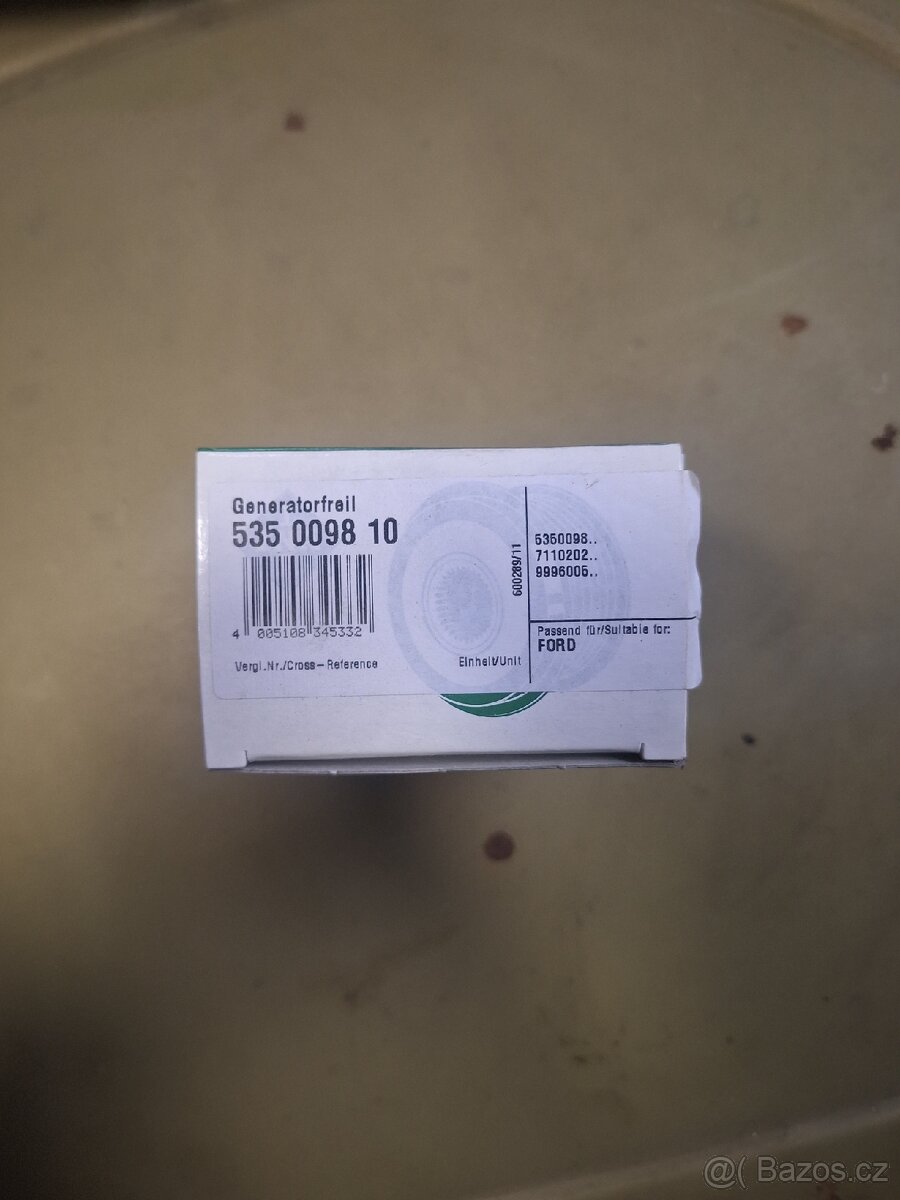 Generatorfreil
535 0098 10
4 005108 345332
Vergl.Nr./Cross-Reference
Einheit/Unit
600289/11
5350098..
7110202..
9996005..
Passend für/Suitable for:
FORD
@( Bazos.cz